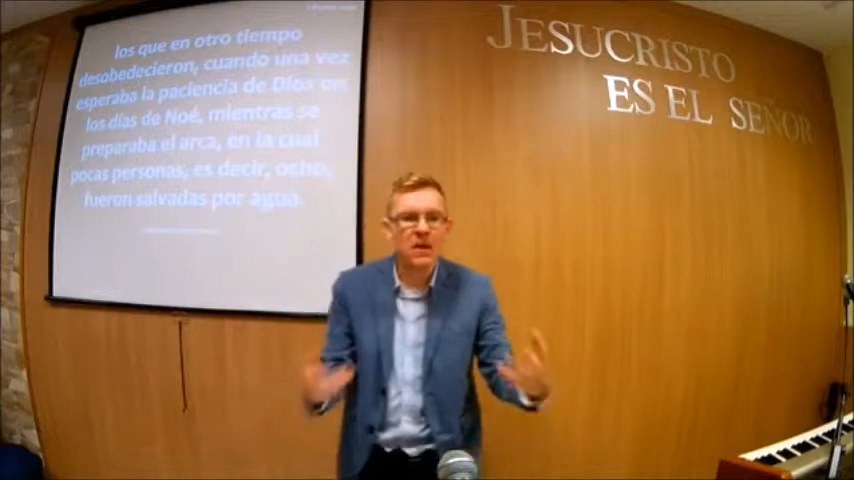 los que en otro tiempo
desobedecieron, cuando una vez
esperaba la paciencia de Dios en
los días de Noé, mientras se
preparaba el arca, en la cual
pocas personas, es decir, ocho,
fueron salvadas por agua.
JESUCRISTO
ES EL SEÑOR